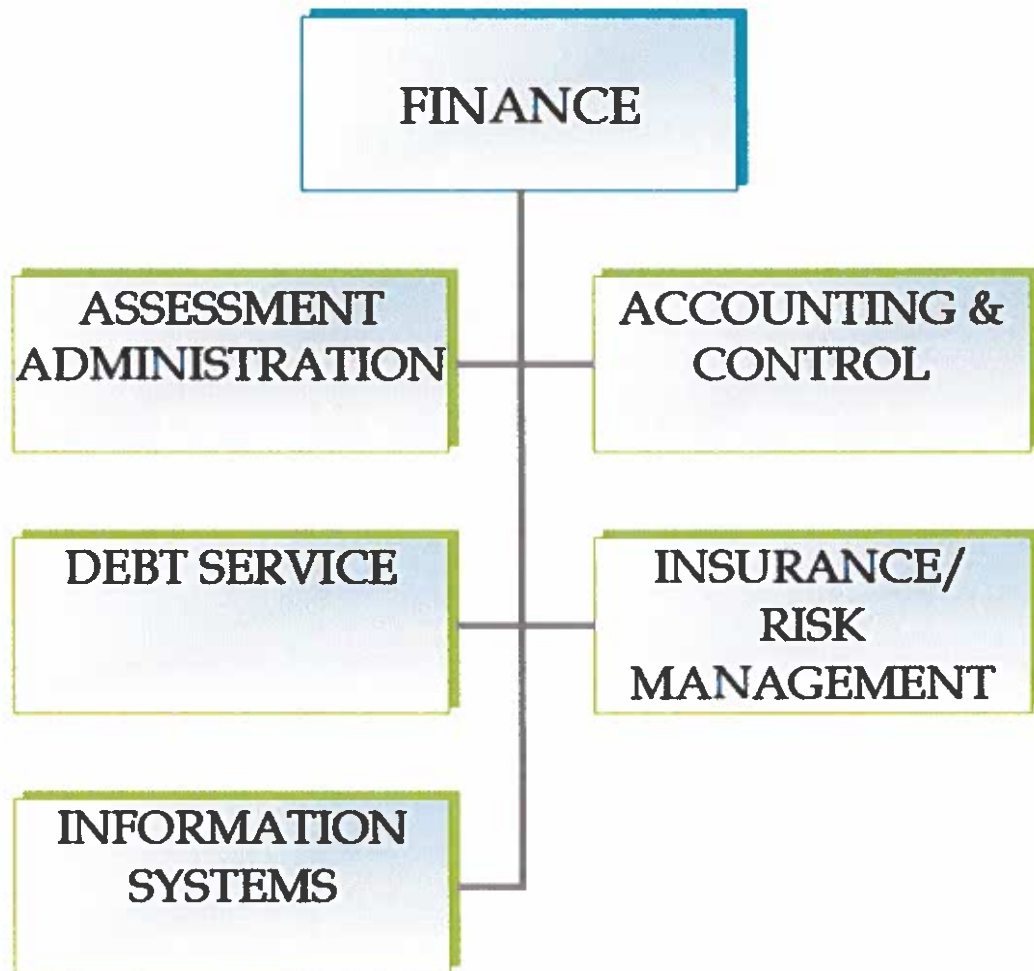 FINANCE
ASSESSMENT
ADMINISTRATION
ACCOUNTING &
CONTROL
DEBT SERVICE
INSURANCE/
RISK
MANAGEMENT
INFORMATION
SYSTEMS